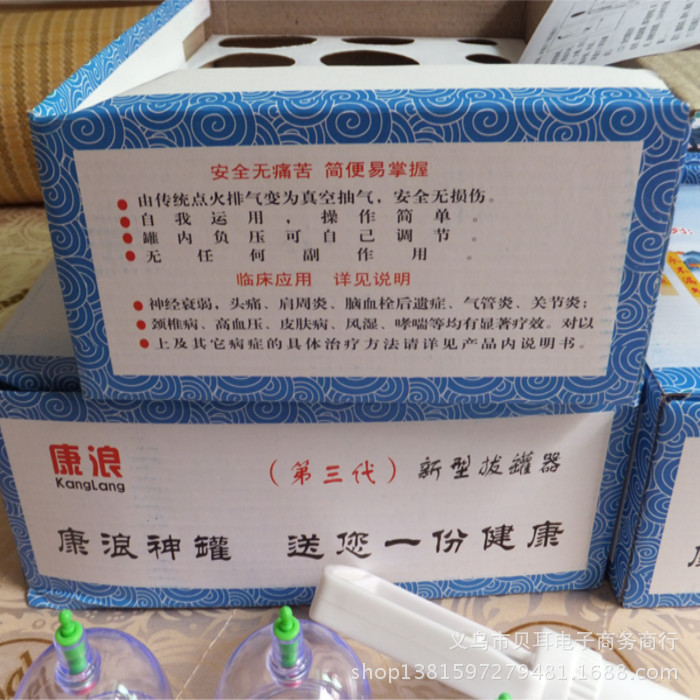 安全无痛苦 简便易掌握
●由传统点火排气变为真空抽气，安全无损伤。
●自我运用，操作简单。
●罐内负压可自己调节。
●无任何副作用。
临床应用 详见说明
●神经衰弱，头痛、肩周炎、脑血栓后遗症、气管炎、关节炎；
●颈椎病、高血压、皮肤病、风湿、哮喘等均有显著疗效。对以
●上及其它病症的具体治疗方法请详见产品内说明书。
康浪
KangLang
（第三代）新型拔罐器
康浪神罐 送您一份健康
义乌市贝耳电子商务商行
shop1381597279481.1688.com